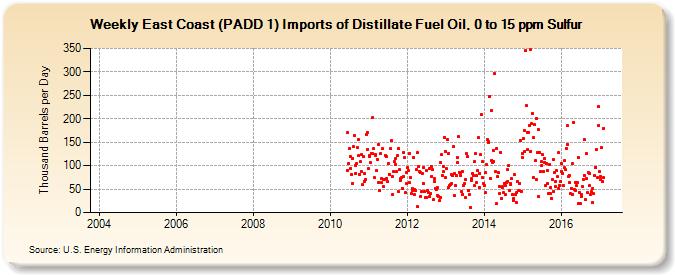 Weekly East Coast (PADD 1) Imports of Distillate Fuel Oil, 0 to 15 ppm Sulfur
Thousand Barrels per Day
350
300
250
200
150
100
50
0
2004 2006 2008 2010 2012 2014 2016
Source: U.S. Energy Information Administration